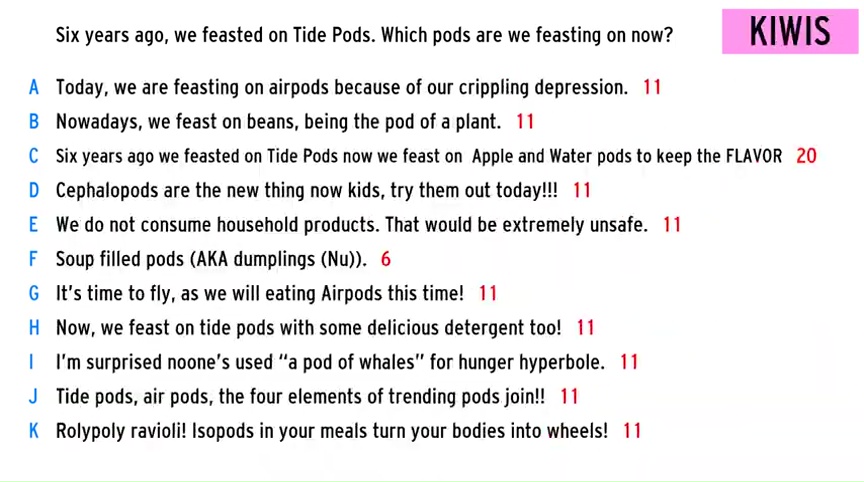 Six years ago, we feasted on Tide Pods. Which pods are we feasting on now?
KIWIS
A Today, we are feasting on airpods because of our crippling depression. 11
B Nowadays, we feast on beans, being the pod of a plant. 11
C Six years ago we feasted on Tide Pods now we feast on Apple and Water pods to keep the FLAVOR 20
D Cephalopods are the new thing now kids, try them out today!!! 11
E We do not consume household products. That would be extremely unsafe. 11
F Soup filled pods (AKA dumplings (Nu)). 6
G It's time to fly, as we will eating Airpods this time! 11
H Now, we feast on tide pods with some delicious detergent too! 11
I I'm surprised noone's used “a pod of whales” for hunger hyperbole. 11
J Tide pods, air pods, the four elements of trending pods join!! 11
K Rolypoly ravioli! Isopods in your meals turn your bodies into wheels! 11